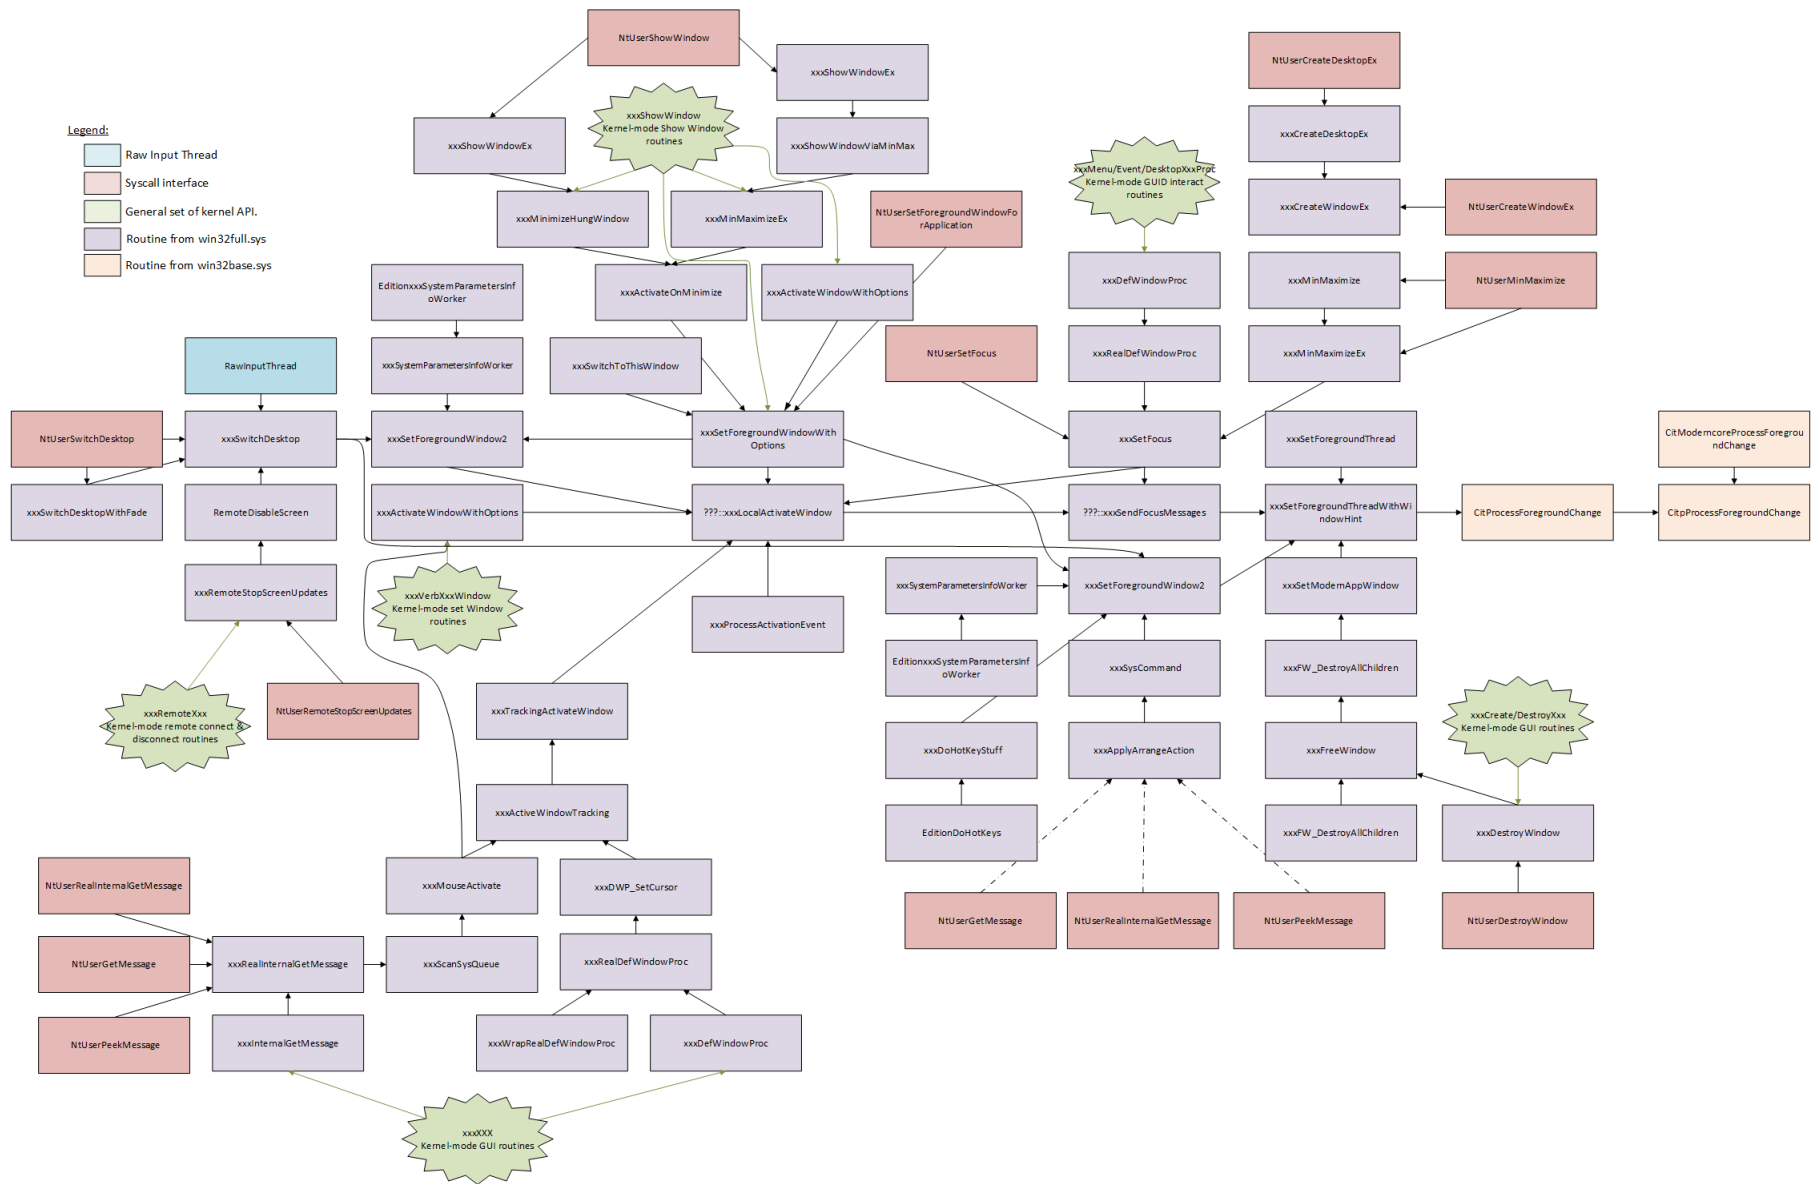 NtUserShowWindow
xxxShowWindowEx
NtUserCreateDesktopEx
Legend:
Raw Input Thread
Syscall interface
General set of kernel API.
Routine from win32full.sys
Routine from win32base.sys
xxxShowWindowEx
xxxShowWindow
Kernel-mode Show Window
routines
xxxShowWindowViaMinMax
xxxCreateDesktopEx
xxxMenu/Event/DesktopXxxProc
Kernel-mode GUID interact
routines
xxxMinimizeHungWindow
xxxMinMaximizeEx
NtUserSetForegroundWindowFo
rApplication
xxxCreateWindowEx
NtUserCreateWindowEx
EditionxxxSystemParametersInf
oWorker
xxxActivateOnMinimize
xxxActivateWindowWithOptions
xxxDefWindowProc
xxxMinMaximize
NtUserMinMaximize
RawInputThread
xxxSystemParametersInfoWorker
xxxSwitchToThisWindow
NtUserSetFocus
xxxRealDefWindowProc
xxxMinMaximizeEx
NtUserSwitchDesktop
xxxSwitchDesktop
xxxSetForegroundWindow2
xxxSetForegroundWindowWith
Options
xxxSetFocus
xxxSetForegroundThread
CitModerncoreProcessForegrou
ndChange
xxxSwitchDesktopWithFade
RemoteDisableScreen
xxxActivateWindowWithOptions
???::xxxLocalActivateWindow
???::xxxSendFocusMessages
xxxSetForegroundThreadWithWi
ndowHint
CitProcessForegroundChange
CitpProcessForegroundChange
xxxRemoteStopScreenUpdates
xxxVerbXxxWindow
Kernel-mode set Window
routines
xxxProcessActivationEvent
xxxSystemParametersInfoWorker
xxxSetForegroundWindow2
xxxSetModernAppWindow
EditionxxxSystemParametersInf
oWorker
xxxSysCommand
xxxFW_DestroyAllChildren
xxxRemoteXxx
Kernel-mode remote connect &
disconnect routines
NtUserRemoteStopScreenUpdates
xxxTrackingActivateWindow
xxxDoHotKeyStuff
xxxApplyArrangeAction
xxxFreeWindow
xxxCreate/DestroyXxx
Kernel-mode GUI routines
xxxActiveWindowTracking
EditionDoHotKeys
xxxFW_DestroyAllChildren
xxxDestroyWindow
NtUserRealInternalGetMessage
xxxMouseActivate
xxxDWP_SetCursor
NtUserGetMessage
NtUserRealInternalGetMessage
NtUserPeekMessage
NtUserDestroyWindow
NtUserGetMessage
xxxRealInternalGetMessage
xxxScanSysQueue
xxxRealDefWindowProc
NtUserPeekMessage
xxxInternalGetMessage
xxxWrapRealDefWindowProc
xxxDefWindowProc
xxxXXX
Kernel-mode GUI routines